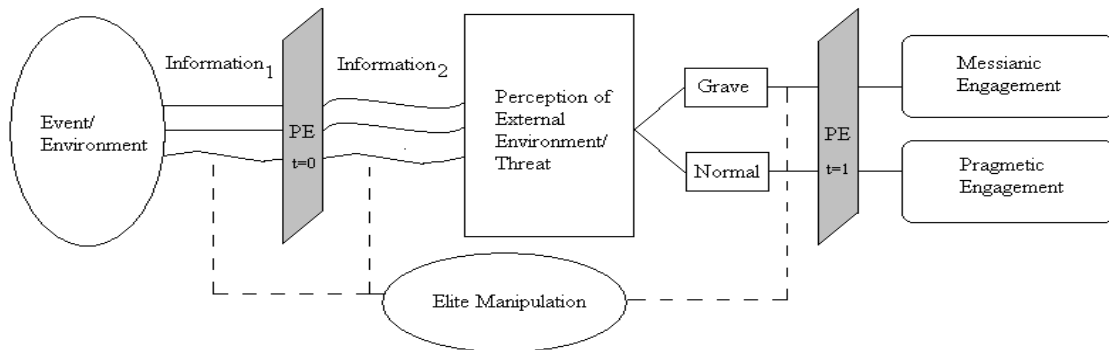 Event/
Environment
Information1
PE
t=0
Information2
Perception of
External
Environment/
Threat
Grave
Normal
PE
t=1
Messianic
Engagement
Pragmetic
Engagement
Elite Manipulation